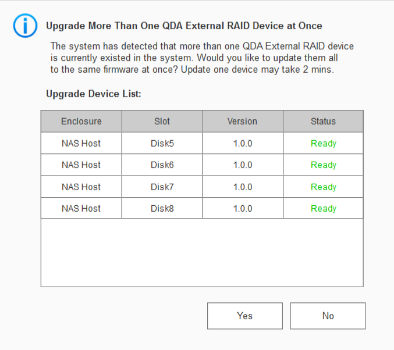 Upgrade More Than One QDA External RAID Device at Once
The system has detected that more than one QDA External RAID device
is currently existed in the system. Would you like to update them all
to the same firmware at once? Update one device may take 2 mins.
Upgrade Device List:
Enclosure Slot Version Status
NAS Host Disk5 1.0.0 Ready
NAS Host Disk6 1.0.0 Ready
NAS Host Disk7 1.0.0 Ready
NAS Host Disk8 1.0.0 Ready
Yes No